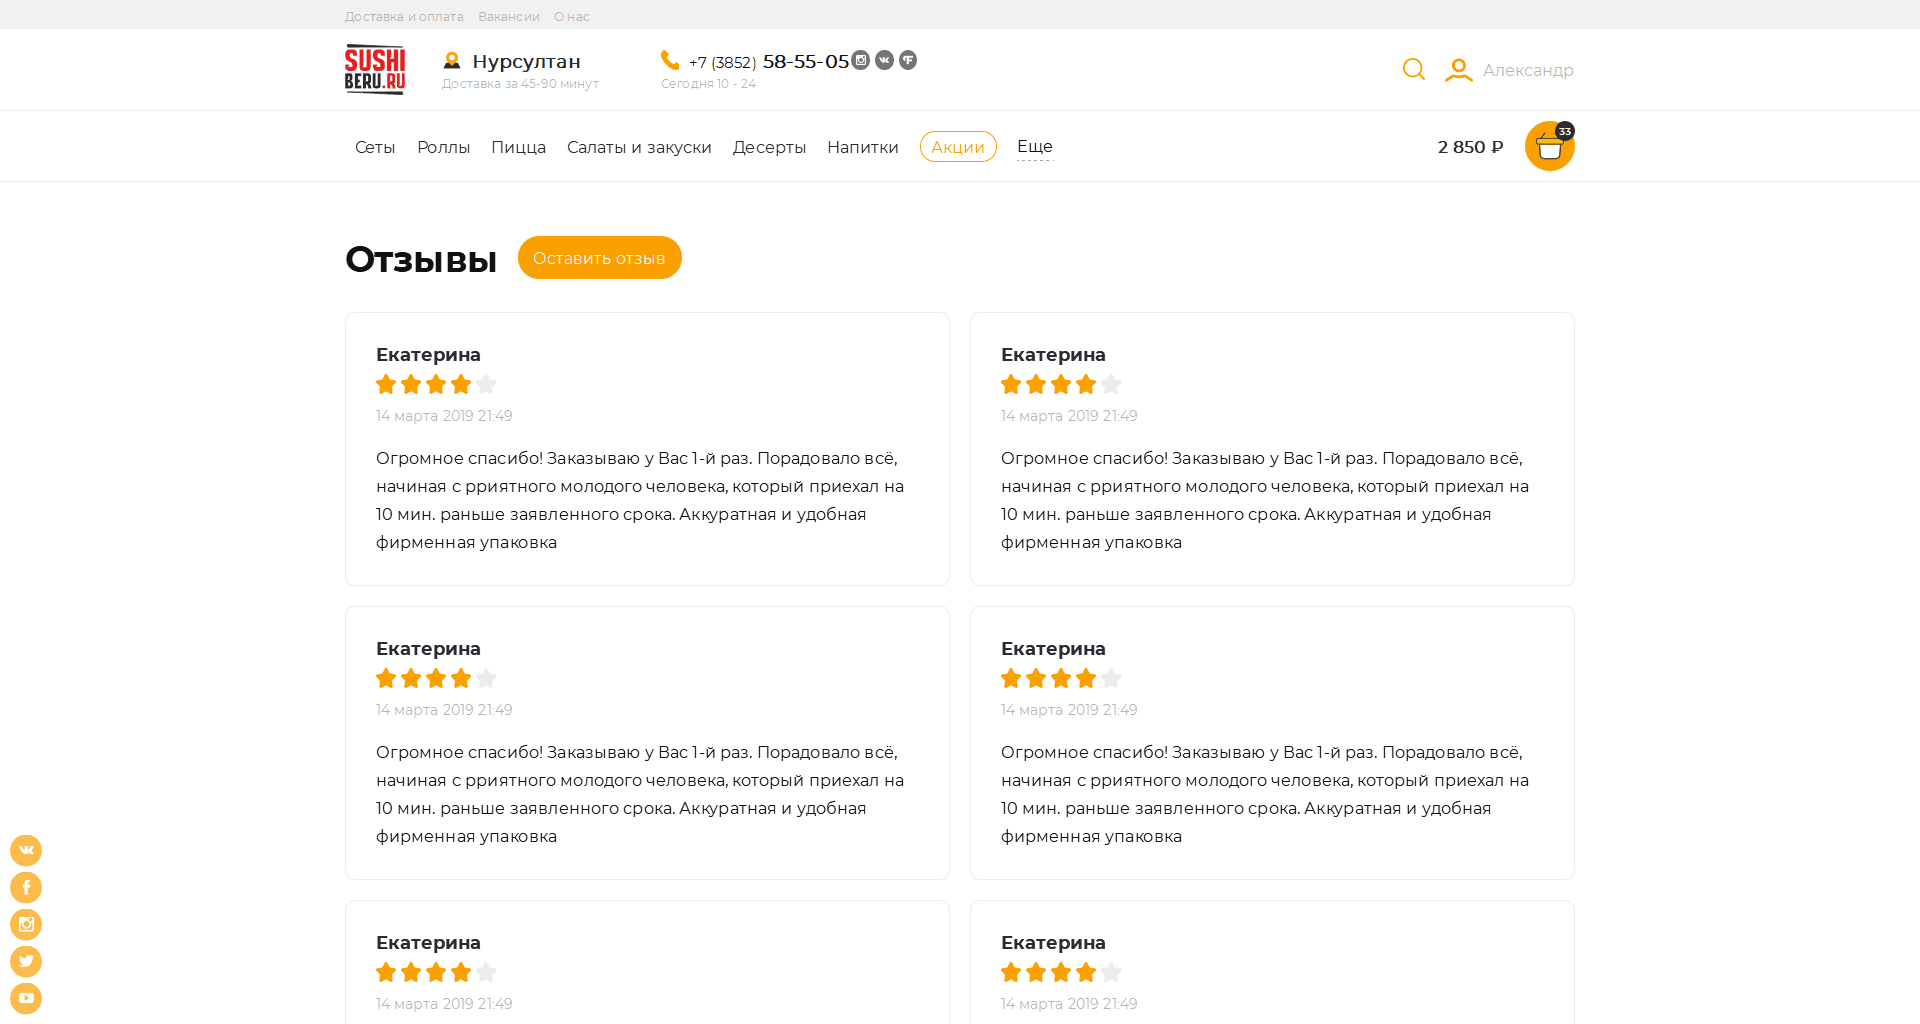 Доставка и оплата Вакансии О нас
SUSHI
BERU.RU
Нурсултан
Доставка за 45-90 минут
+7 (3852) 58-55-05
Сегодня 10 - 24
Александр
Сеты Роллы Пицца Салаты и закуски Десерты Напитки Акции Еще
2 850 ₽
33
Отзывы
Оставить отзыв
Екатерина
14 марта 2019 21:49
Огромное спасибо! Заказываю у Вас 1-й раз. Порадовало всё,
начиная с рриятного молодого человека, который приехал на
10 мин. раньше заявленного срока. Аккуратная и удобная
фирменная упаковка
Екатерина
14 марта 2019 21:49
Огромное спасибо! Заказываю у Вас 1-й раз. Порадовало всё,
начиная с рриятного молодого человека, который приехал на
10 мин. раньше заявленного срока. Аккуратная и удобная
фирменная упаковка
Екатерина
14 марта 2019 21:49
Огромное спасибо! Заказываю у Вас 1-й раз. Порадовало всё,
начиная с рриятного молодого человека, который приехал на
10 мин. раньше заявленного срока. Аккуратная и удобная
фирменная упаковка
Екатерина
14 марта 2019 21:49
Огромное спасибо! Заказываю у Вас 1-й раз. Порадовало всё,
начиная с рриятного молодого человека, который приехал на
10 мин. раньше заявленного срока. Аккуратная и удобная
фирменная упаковка
Екатерина
14 марта 2019 21:49
Екатерина
14 марта 2019 21:49